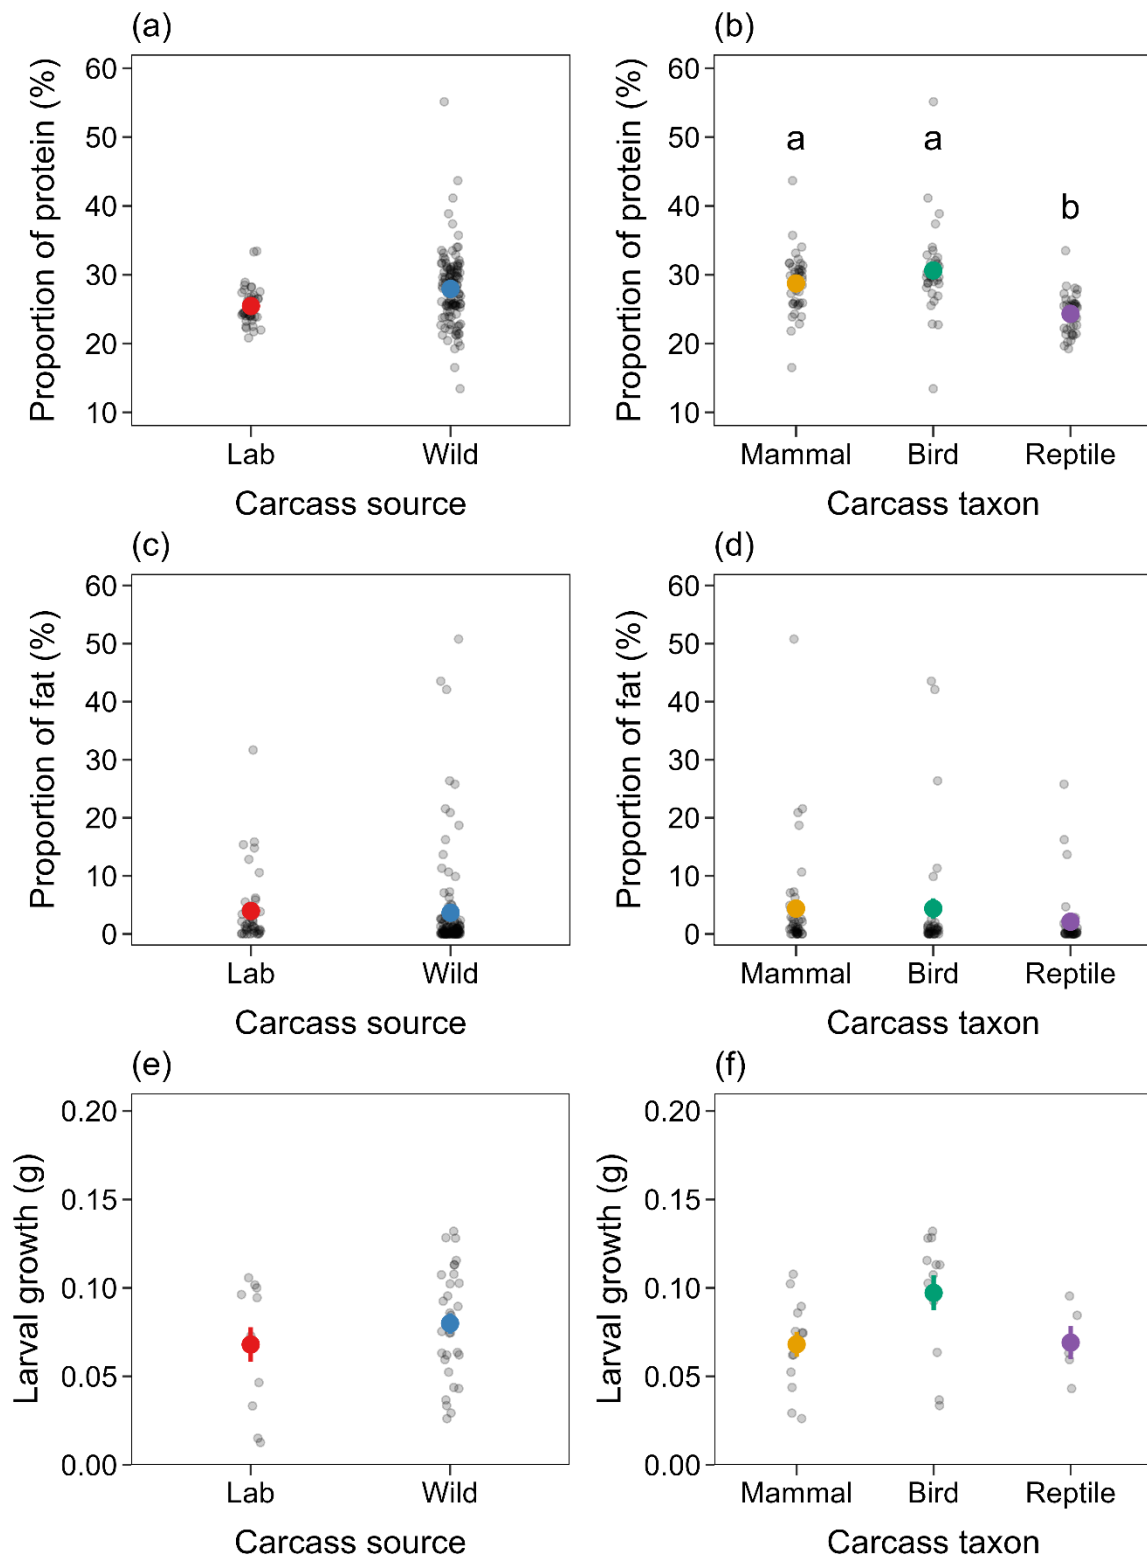 (a)
Proportion of protein (%)
60
50
40
30
20
10
Lab
Wild
Carcass source
(b)
Proportion of protein (%)
60
50
40
30
20
10
a
a
b
Mammal
Bird
Reptile
Carcass taxon
(c)
Proportion of fat (%)
60
50
40
30
20
10
0
Lab
Wild
Carcass source
(d)
Proportion of fat (%)
60
50
40
30
20
10
0
Mammal
Bird
Reptile
Carcass taxon
(e)
Larval growth (g)
0.20
0.15
0.10
0.05
0.00
Lab
Wild
Carcass source
(f)
Larval growth (g)
0.20
0.15
0.10
0.05
0.00
Mammal
Bird
Reptile
Carcass taxon